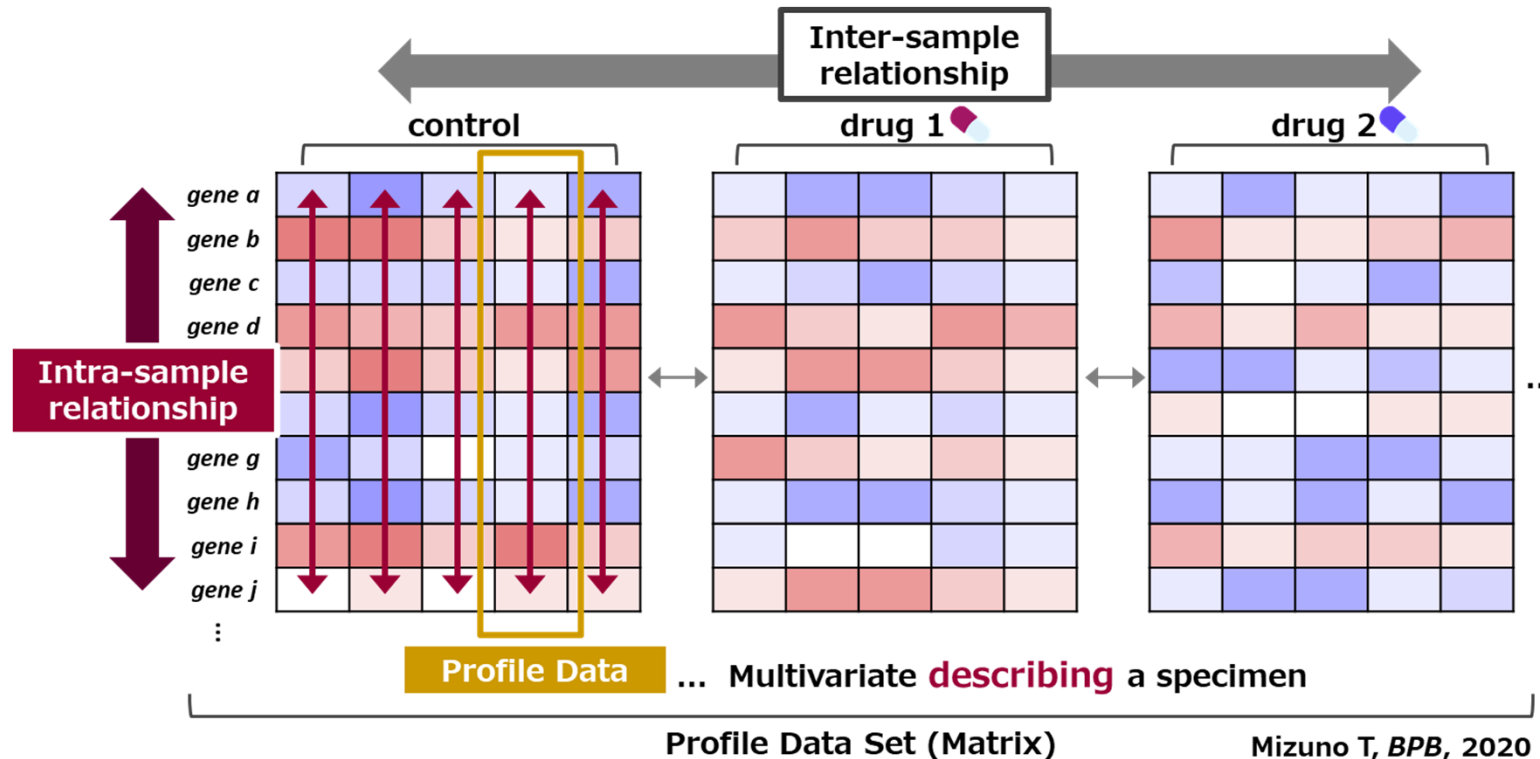 Inter-sample
relationship
control
drug 1
drug 2
gene a
gene b
gene c
gene d
Intra-sample
relationship
gene g
gene h
gene i
gene j
⋮
..
Profile Data
... Multivariate describing a specimen
Profile Data Set (Matrix)
Mizuno T, BPB, 2020